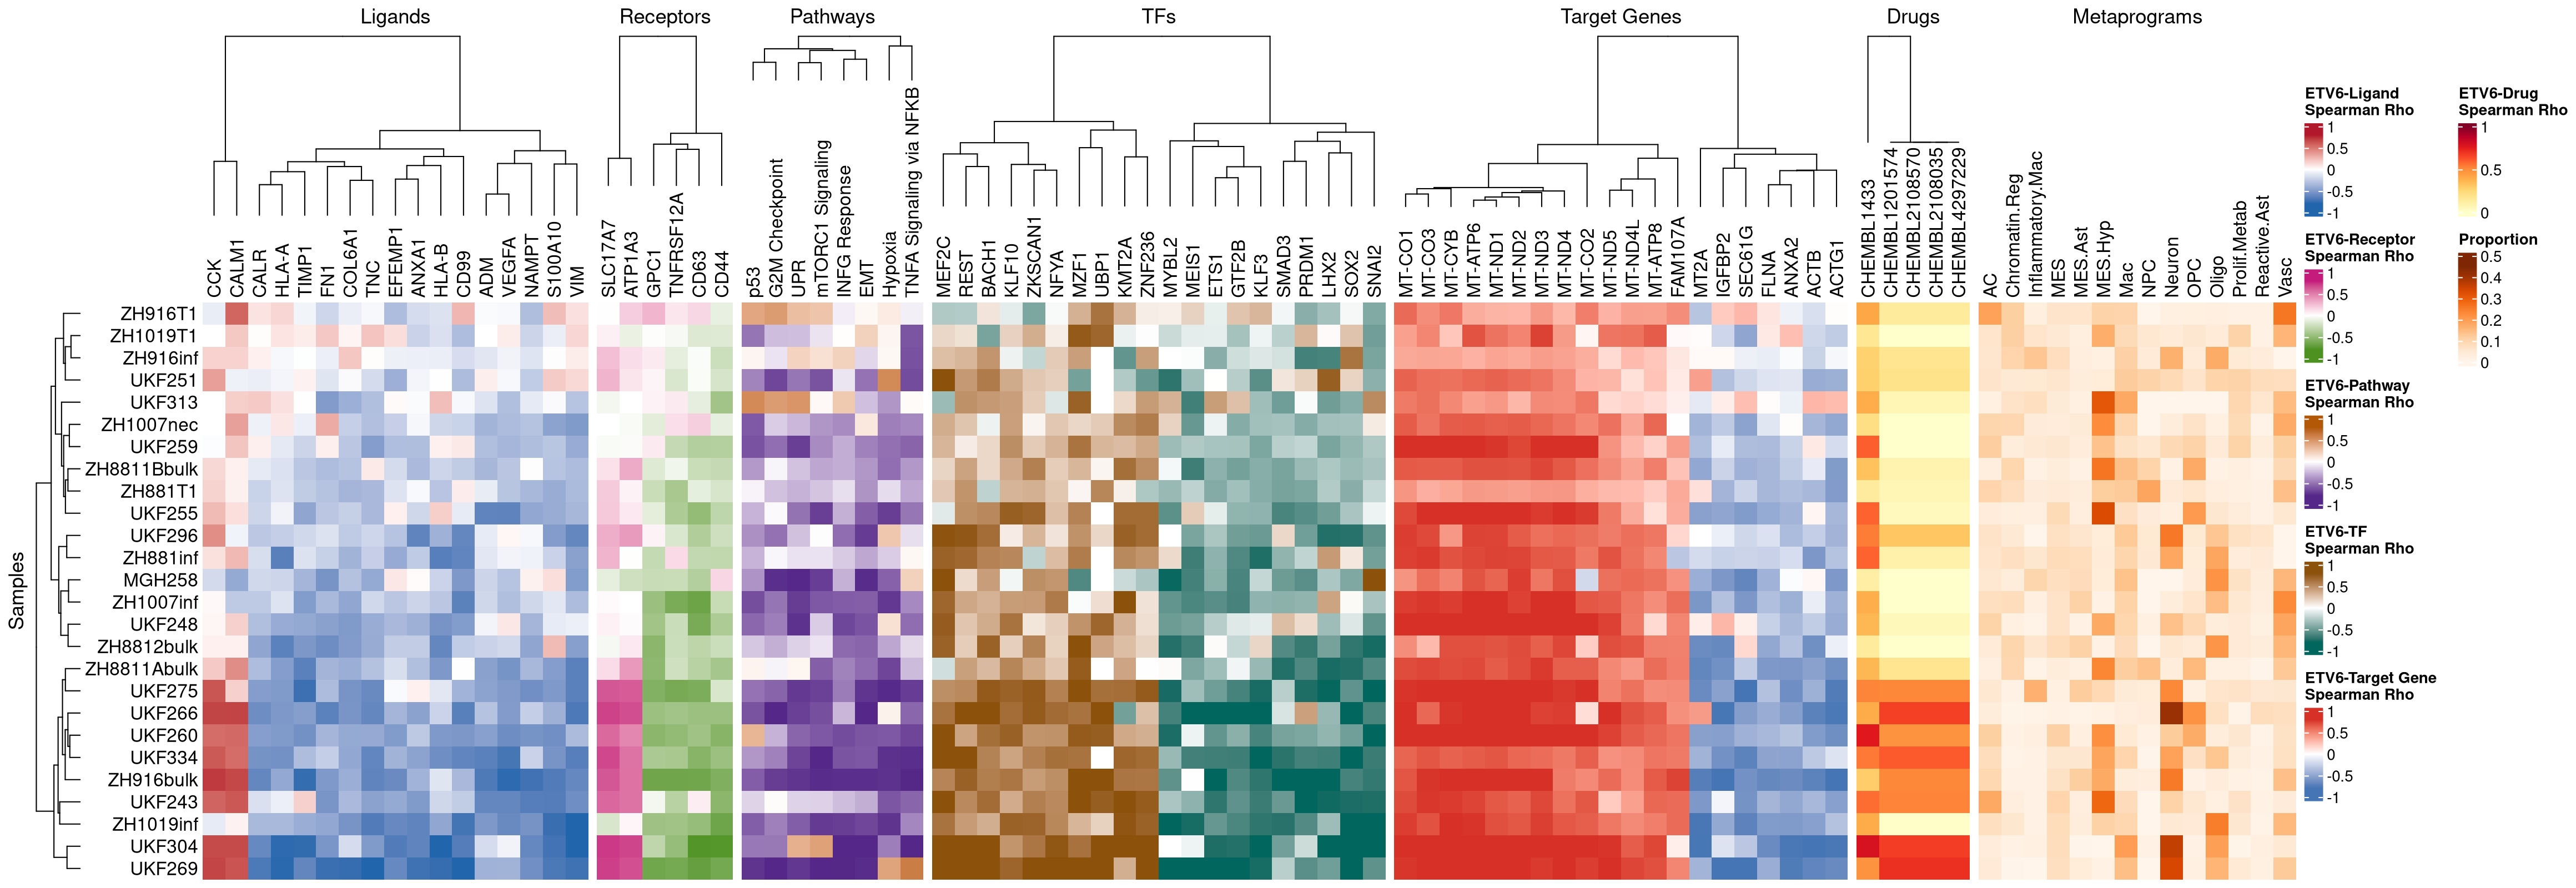 Ligands
Receptors
Pathways
TFs
Target Genes
Drugs
Metaprograms
CCK
CALM1
CALR
HLA-A
TIMP1
FN1
COL6A1
TNC
EFEMP1
ANXA1
HLA-B
CD99
ADM
VEGFA
NAMPT
S100A10
VIM
SLC17A7
ATP1A3
GPC1
TNFRSF12A
CD63
CD44
p53
G2M Checkpoint
UPR
mTORC1 Signaling
INFG Response
EMT
Hypoxia
TNFA Signaling via NFKB
MEF2C
REST
BACH1
KLF10
ZKSCAN1
NFYA
MZF1
UBP1
KMT2A
ZNF236
MYBL2
MEIS1
ETS1
GTF2B
KLF3
SMAD3
PRDM1
LHX2
SOX2
SNAI2
MT-CO1
MT-CO3
MT-CYB
MT-ATP6
MT-ND1
MT-ND2
MT-ND3
MT-ND4
MT-CO2
MT-ND5
MT-ND4L
MT-ATP8
FAM107A
MT2A
IGFBP2
SEC61G
FLNA
ANXA2
ACTB
ACTG1
CHEMBL1433
CHEMBL1201574
CHEMBL2108570
CHEMBL2108035
CHEMBL4297229
AC
Chromatin.Reg
Inflammatory.Mac
MES
MES.Ast
MES.Hyp
Mac
NPC
Neuron
OPC
Oligo
Prolif.Metab
Reactive.Ast
Vasc
Samples
ZH916T1
ZH1019T1
ZH916inf
UKF251
UKF313
ZH1007nec
UKF259
ZH8811Bbulk
ZH881T1
UKF255
UKF296
ZH881inf
MGH258
ZH1007inf
UKF248
ZH8812bulk
ZH8811Abulk
UKF275
UKF266
UKF260
UKF334
ZH916bulk
UKF243
ZH1019inf
UKF304
UKF269
ETV6-Ligand
Spearman Rho
1
0.5
0
-0.5
-1
ETV6-Receptor
Spearman Rho
1
0.5
0
-0.5
-1
ETV6-Pathway
Spearman Rho
1
0.5
0
-0.5
-1
ETV6-TF
Spearman Rho
1
0.5
0
-0.5
-1
ETV6-Target Gene
Spearman Rho
1
0.5
0
-0.5
-1
ETV6-Drug
Spearman Rho
1
0.5
0
Proportion
0.5
0.4
0.3
0.2
0.1
0